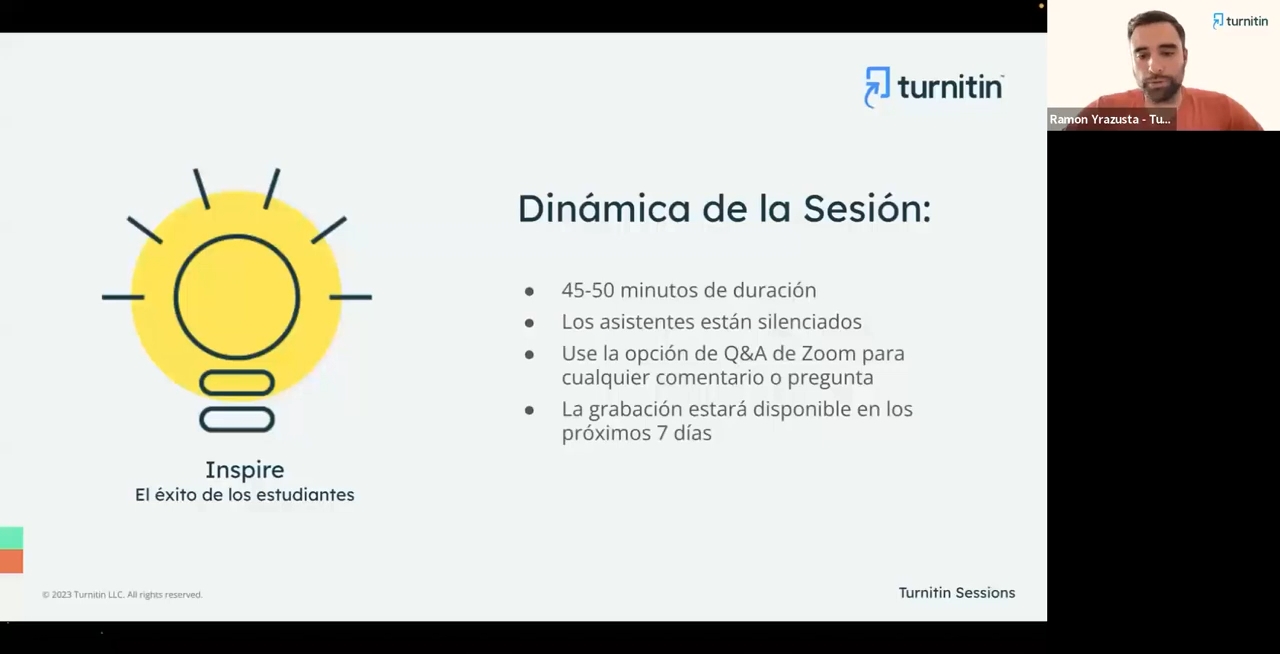 turnitin
Dinámica de la Sesión:
● 45-50 minutos de duración
● Los asistentes están silenciados
● Use la opción de Q&A de Zoom para
cualquier comentario o pregunta
● La grabación estará disponible en los
próximos 7 días
Inspire
El éxito de los estudiantes
© 2023 Turnitin LLC. All rights reserved.
Turnitin Sessions
turnitin
Ramon Yrazusta - Tu...